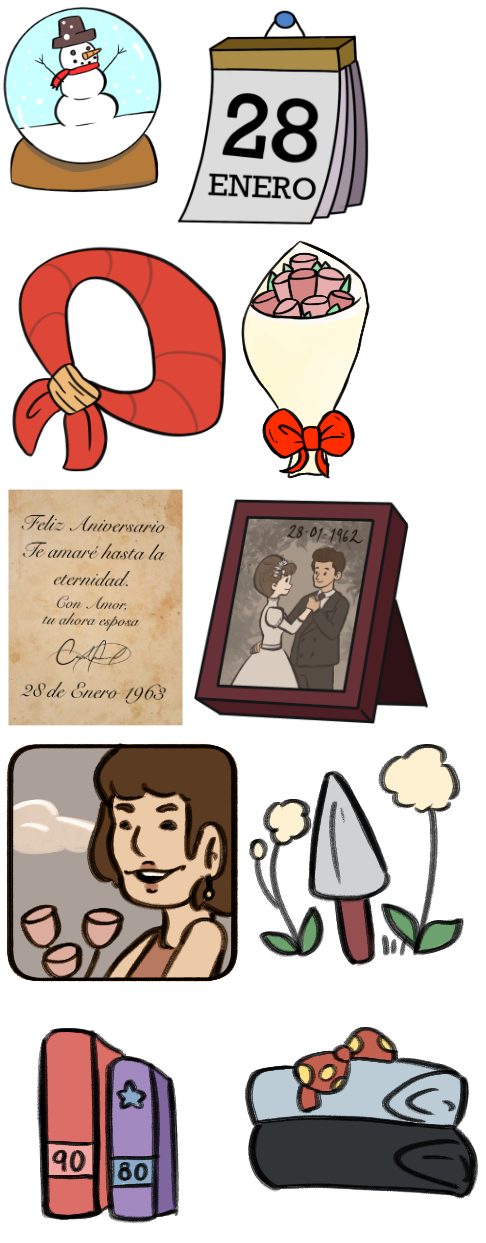 28
ENERO
Feliz Aniversario
Te amaré hasta la
eternidad.
Con Amor,
tu ahora esposa
28 de Enero 1963
28-01-1962
90
80